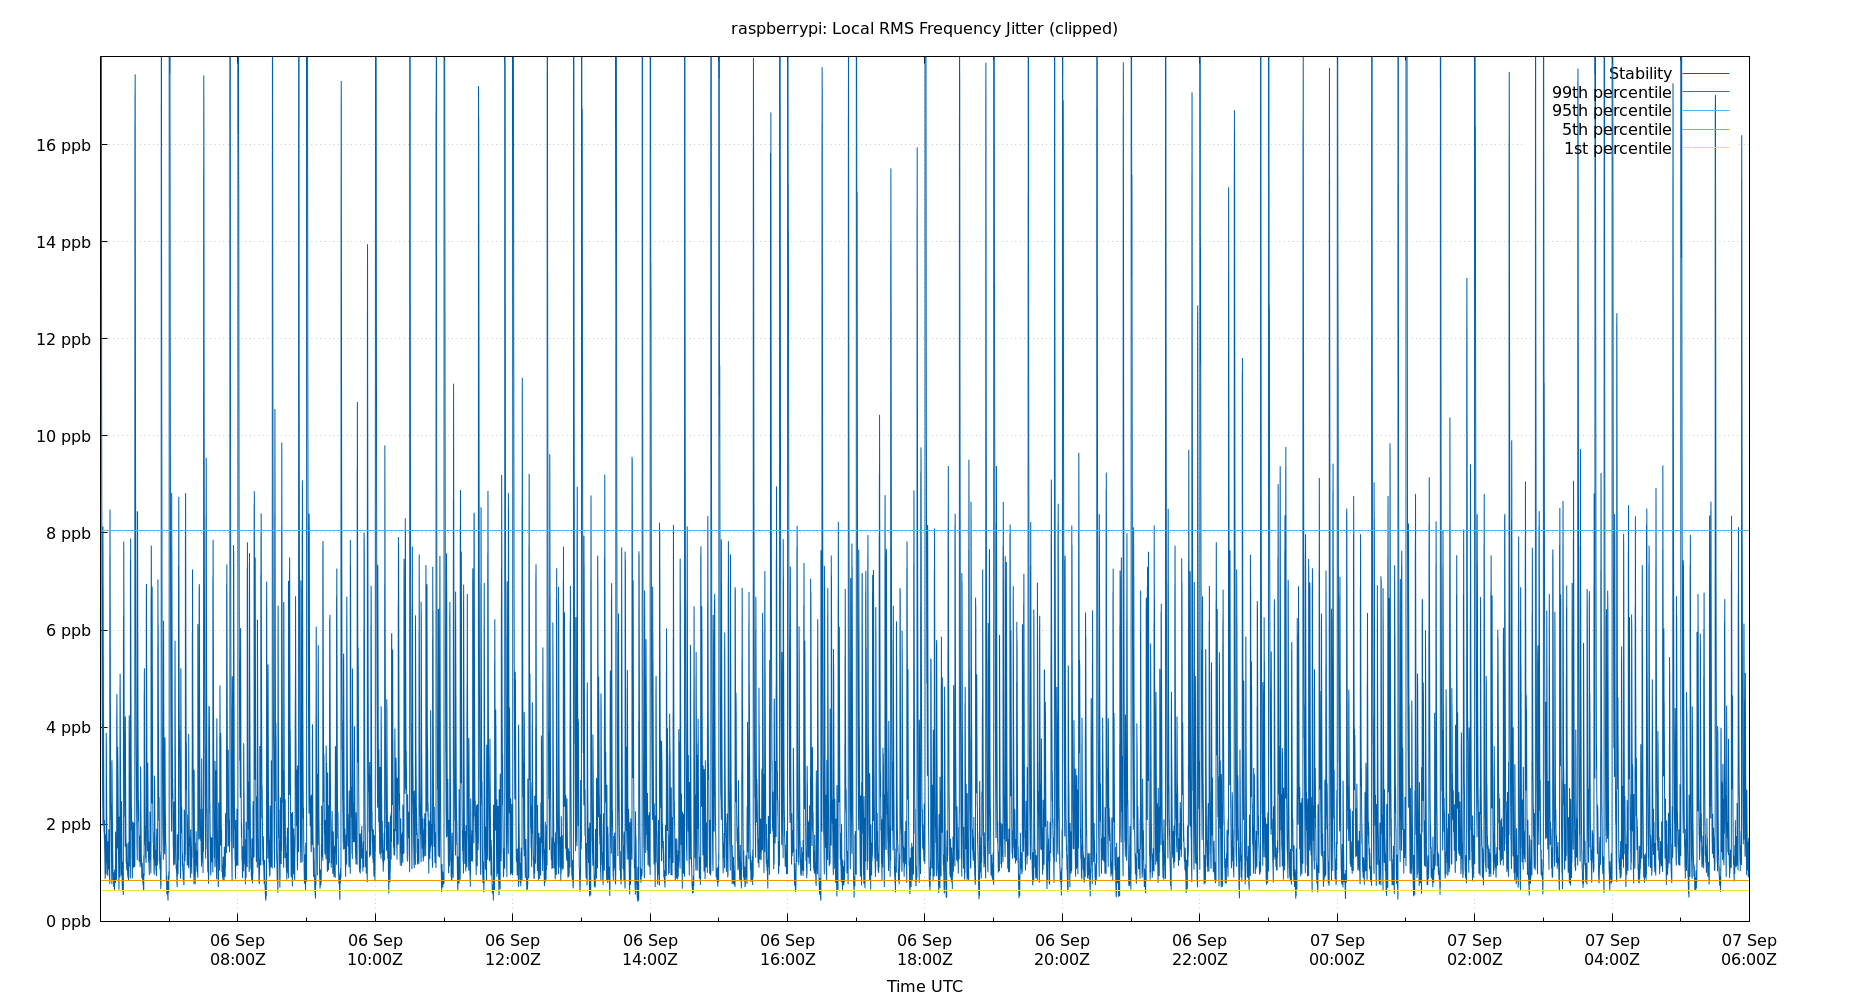 raspberrypi: Local RMS Frequency Jitter (clipped)
Stability
99th percentile
95th percentile
5th percentile
1st percentile
16 ppb
14 ppb
12 ppb
10 ppb
8 ppb
6 ppb
4 ppb
2 ppb
0 ppb
06 Sep 06 Sep 06 Sep 06 Sep 06 Sep 06 Sep 06 Sep 06 Sep 07 Sep 07 Sep 07 Sep 07 Sep
08:00Z 10:00Z 12:00Z 14:00Z 16:00Z 18:00Z 20:00Z 22:00Z 00:00Z 02:00Z 04:00Z 06:00Z
Time UTC